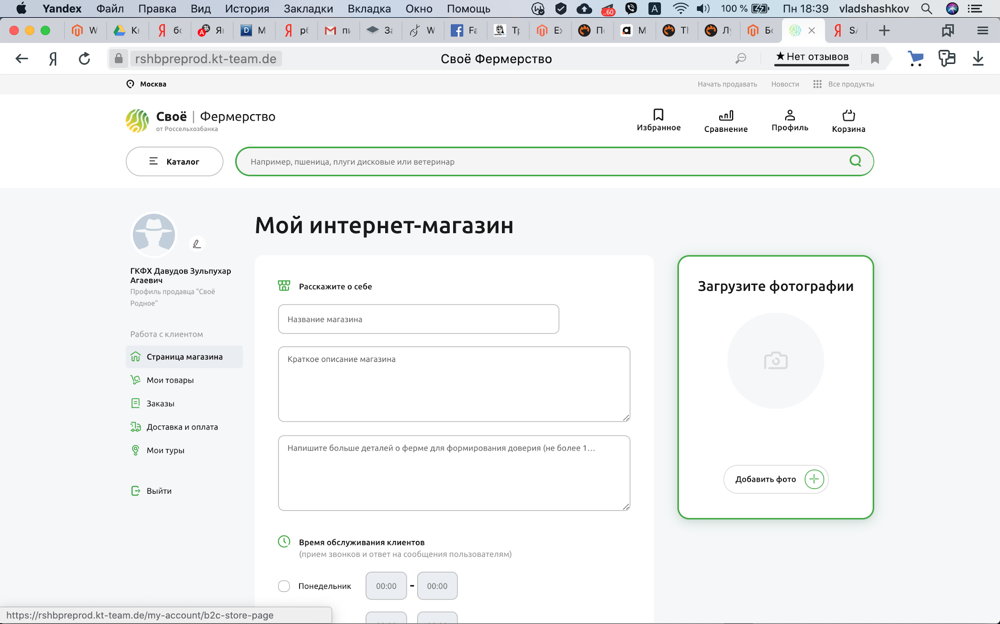 Yandex Файл Правка Вид История Закладки Вкладка Окно Помощь ..60 A 100 % Пн 18:39 vladshashkov
rshbpreprod.kt-team.de Своё Фермерство ★ Нет отзывов
Москва Начать продавать Новости Все продукты
Своё | Фермерство
от Россельхозбанка
Избранное Сравнение Профиль Корзина
Каталог Например, пшеница, плуги дисковые или ветеринар
Мой интернет-магазин
ГКФХ Давудов Зульпухар
Агаевич
Профиль продавца "Своё
Родное"
Работа с клиентом
Страница магазина
Мои товары
Заказы
Доставка и оплата
Мои туры
Выйти
Расскажите о себе
Название магазина
Краткое описание магазина
Напишите больше деталей о ферме для формирования доверия (не более 1...
Время обслуживания клиентов
(прием звонков и ответ на сообщения пользователям)
Понедельник 00:00 - 00:00
Загрузите фотографии
Добавить фото
https://rshbpreprod.kt-team.de/my-account/b2c-store-page